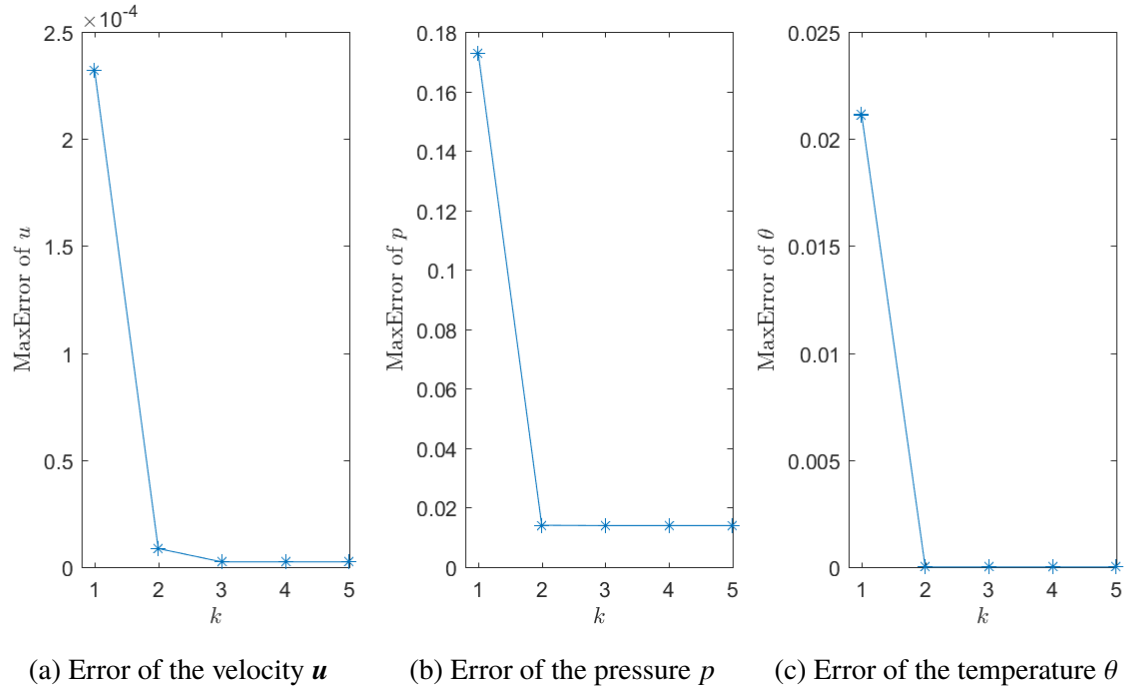 ×10⁻⁴
2.5
2
1.5
1
0.5
0
1 2 3 4 5
MaxError of u
k
(a) Error of the velocity u
0.18
0.16
0.14
0.12
0.1
0.08
0.06
0.04
0.02
0
1 2 3 4 5
MaxError of p
k
(b) Error of the pressure p
0.025
0.02
0.015
0.01
0.005
0
1 2 3 4 5
MaxError of θ
k
(c) Error of the temperature θ